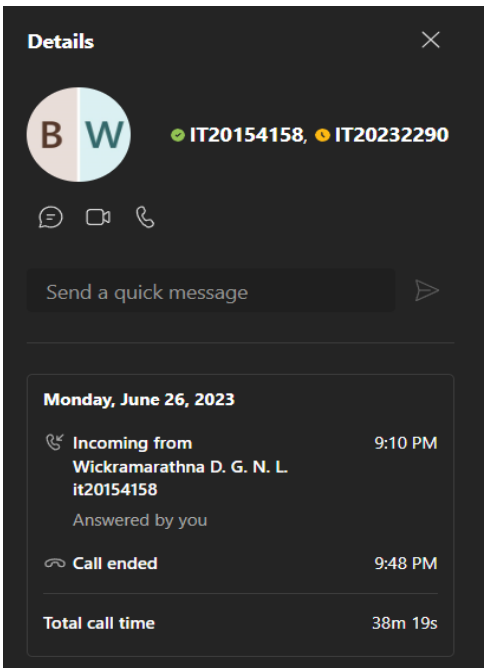 Details
B W IT20154158, IT20232290
Send a quick message
Monday, June 26, 2023
Incoming from 9:10 PM
Wickramarathna D. G. N. L.
it20154158
Answered by you
Call ended 9:48 PM
Total call time 38m 19s